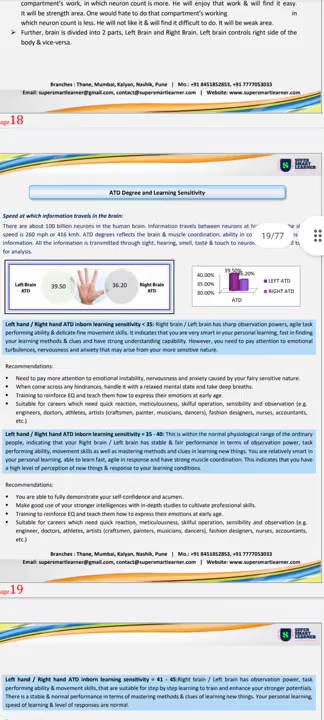 compartment's work, in which neuron count is more. He will enjoy that work & will find it easy.
It will be strength area. One would hate to do that compartment's working in
which neuron count is less. He will not like it & will find it difficult to do. It will be weak area.
➢ Further, brain is divided into 2 parts, Left Brain and Right Brain. Left brain controls right side of the
body & vice-versa.
Branches : Thane, Mumbai, Kalyan, Nashik, Pune | Mo.: +91 8451852853, +91 7777053033
Email: supersmartlearner@gmail.com, contact@supersmartlearner.com | Website: www.supersmartlearner.com
age18
SUPER
SMART
LEARNER
ATD Degree and Learning Sensitivity
Speed at which information travels in the brain:
There are about 100 billion neurons in the human brain. Information travels between neurons at
speed is 260 mph or 416 kmh. ATD degrees reflects the brain & muscle coordination, ability in
information. All the information is transmitted through sight, hearing, smell, taste & touch to
for analysis.
19/77
Left Brain
ATD
39.50
36.20
Right Brain
ATD
40.00%
35.00%
30.00%
39.50%
36.20%
ATD
LEFT ATD
RIGHT ATD
Left hand / Right hand ATD inborn learning sensitivity < 35: Right brain / Left brain has sharp observation powers, agile task
performing ability & delicate fine movement skills. It indicates that you are very smart in your personal learning, fast in finding
your learning methods & clues and have strong understanding capability. However, you need to pay attention to emotional
turbulences, nervousness and anxiety that may arise from your more sensitive nature.
Recommendations:
• Need to pay more attention to emotional instability, nervousness and anxiety caused by your fairy sensitive nature.
• When come across any hindrances, handle it with a relaxed mental state and take deep breaths.
• Training to reinforce EQ and teach them how to express their emotions at early age.
• Suitable for careers which need quick reaction, meticulousness, skilful operation, sensibility and observation (e.g.
engineers, doctors, athletes, artists (craftsmen, painter, musicians, dancers), fashion designers, nurses, accountants,
etc.)
Left hand / Right hand ATD inborn learning sensitivity = 35 - 40: This is within the normal physiological range of the ordinary
people, indicating that your Right brain / Left brain has stable & fair performance in terms of observation power, task
performing ability, movement skills as well as mastering methods and clues in learning new things. You are relatively smart in
your personal learning, able to learn fast, agile in response and have strong muscle coordination. This indicates that you have
a high level of perception of new things & response to your learning conditions.
Recommendations:
• You are able to fully demonstrate your self-confidence and acumen.
• Make good use of your stronger intelligences with in-depth studies to cultivate professional skills.
• Training to reinforce EQ and teach them how to express their emotions at early age.
• Suitable for careers which need quick reaction, meticulousness, skilful operation, sensibility and observation (e.g.
engineer, doctors, athletes, artists (craftsmen, painters, musicians, dancers), fashion designers, nurses, accountants,
etc.)
Branches : Thane, Mumbai, Kalyan, Nashik, Pune | Mo.: +91 8451852853, +91 7777053033
Email: supersmartlearner@gmail.com, contact@supersmartlearner.com | Website: www.supersmartlearner.com
age19
SUPER
SMART
LEARNER
Left hand / Right hand ATD inborn learning sensitivity = 41 - 45:Right brain / Left brain has observation power, task
performing ability & movement skills, that are suitable for step by step learning to train and enhance your stronger potentials.
There is a stable & normal performance in terms of mastering methods & clues of learning new things. Your personal learning,
speed of learning & level of responses are normal.